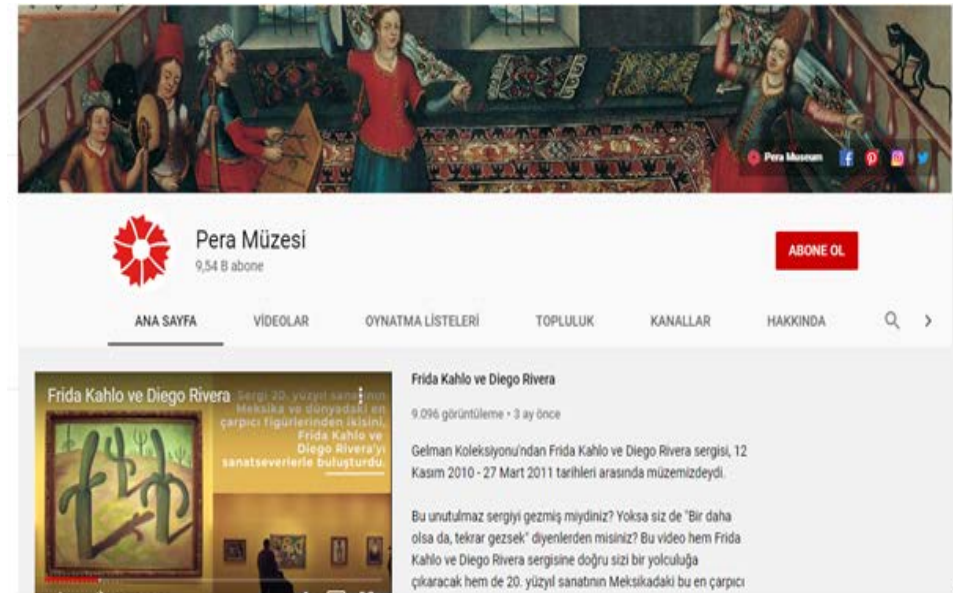 Pera Museum
Pera Müzesi
9,54 B abone
ABONE OL
ANA SAYFA
VİDEOLAR
OYNATMA LİSTELERİ
TOPLULUK
KANALLAR
HAKKINDA
Frida Kahlo ve Diego Rivera
Sergi 20. yüzyıl sanatının
Meksika ve dünyadaki en
çarpıcı figürlerinden ikisini,
Frida Kahlo ve
Diego Rivera'yı
sanatseverlerle buluşturdu.
Frida Kahlo ve Diego Rivera
9.096 görüntüleme • 3 ay önce
Gelman Koleksiyonu'ndan Frida Kahlo ve Diego Rivera sergisi, 12
Kasım 2010 - 27 Mart 2011 tarihleri arasında müzemizdeydi.
Bu unutulmaz sergiyi gezmiş miydiniz? Yoksa siz de "Bir daha
olsa da, tekrar gezsek" diyenlerden misiniz? Bu video hem Frida
Kahlo ve Diego Rivera sergisine doğru sizi bir yolculuğa
çıkaracak hem de 20. yüzyıl sanatının Meksikadaki bu en çarpıcı